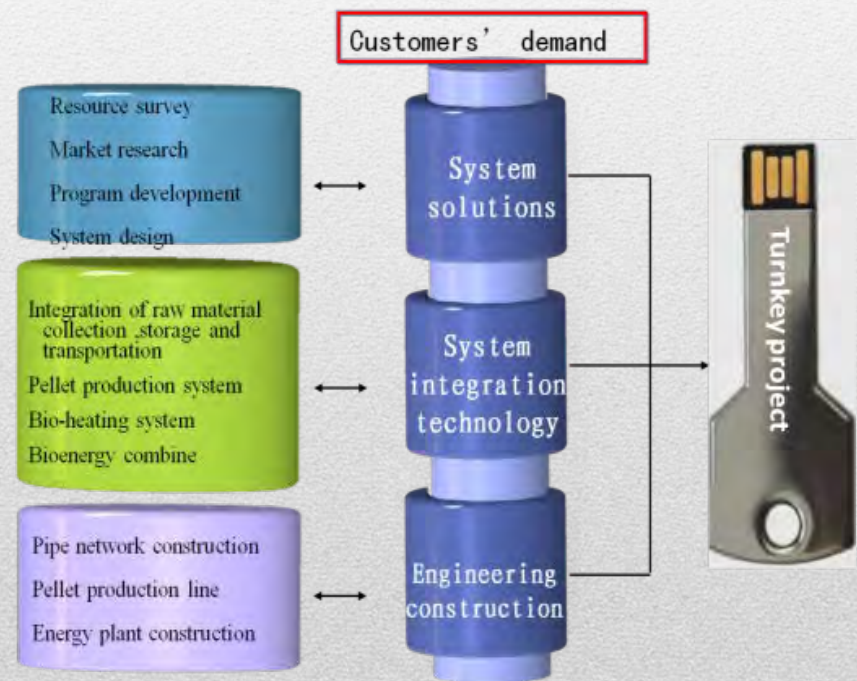 Customers' demand
Resource survey
Market research
Program development
System design
System
solutions
Integration of raw material
collection ,storage and
transportation
Pellet production system
Bio-heating system
Bioenergy combine
System
integration
technology
Pipe network construction
Pellet production line
Energy plant construction
Engineering
construction
Turnkey project